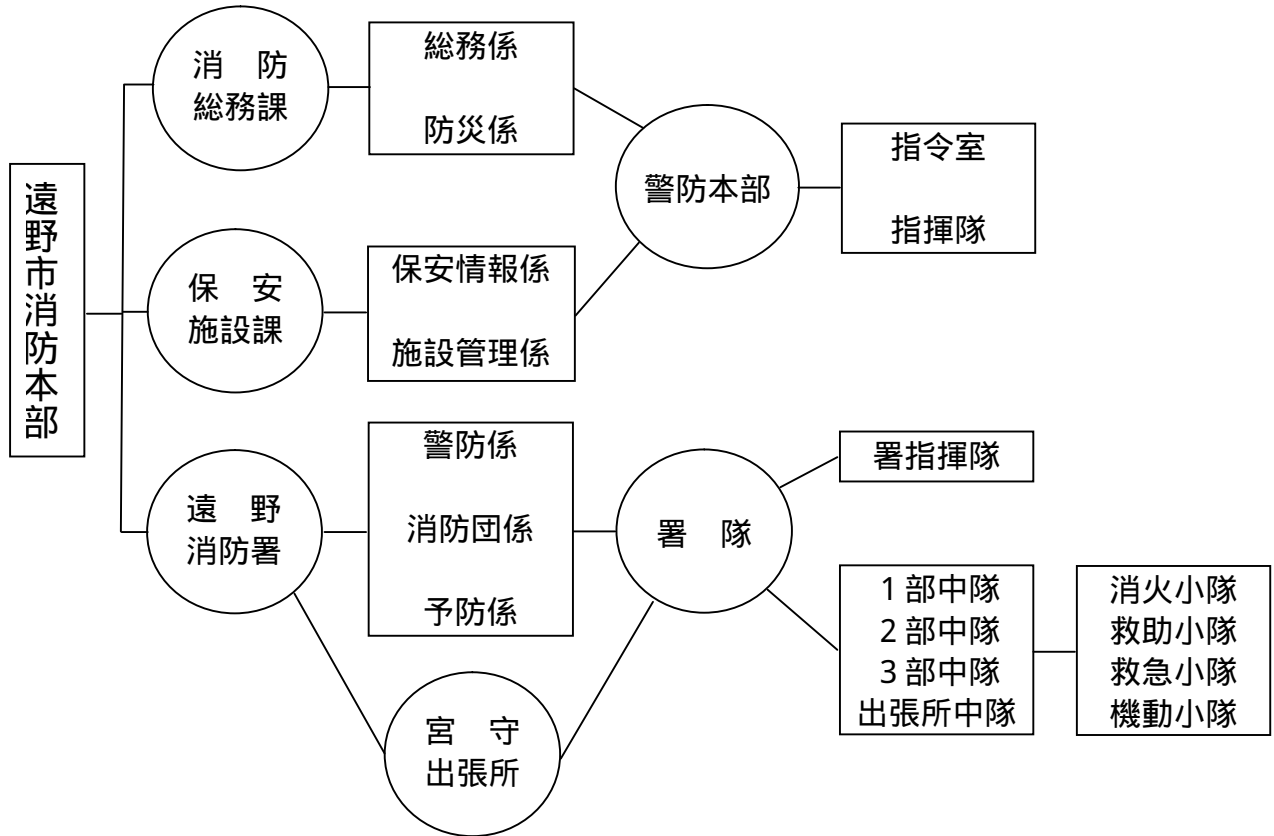 遠野市消防本部
消　防
総務課
総務係
防災係
警防本部
指令室
指揮隊
保　安
施設課
保安情報係
施設管理係
遠　野
消防署
警防係
消防団係
予防係
宮　守
出張所
署　隊
署指揮隊
1部中隊
2部中隊
3部中隊
出張所中隊
消火小隊
救助小隊
救急小隊
機動小隊